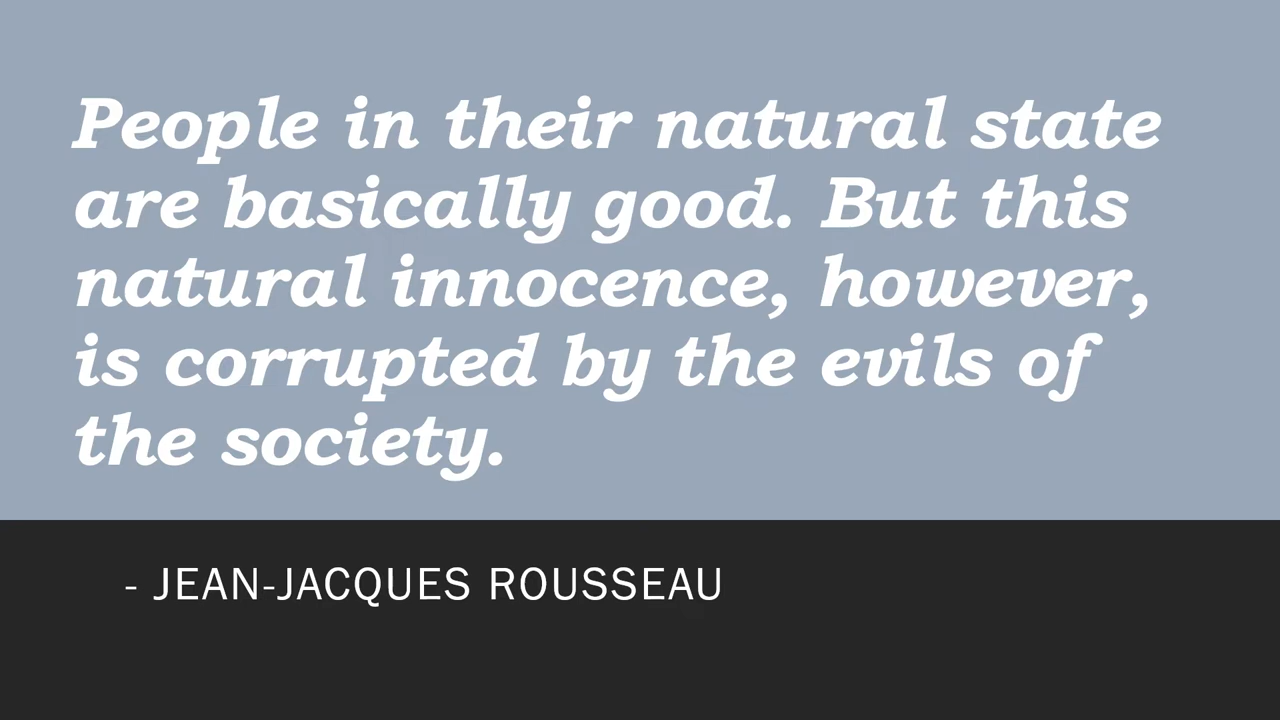 People in their natural state
are basically good. But this
natural innocence, however,
is corrupted by the evils of
the society.
- JEAN-JACQUES ROUSSEAU